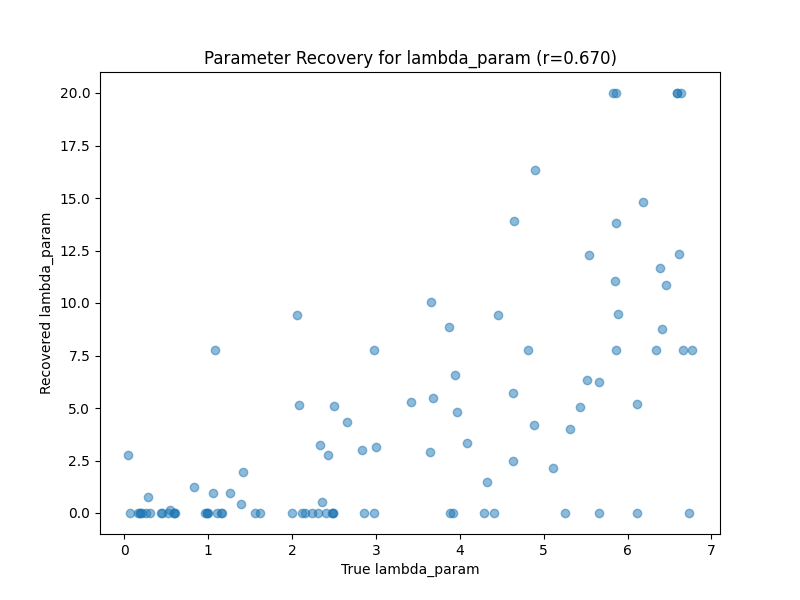 Parameter Recovery for lambda_param (r=0.670)
Recovered lambda_param
20.0
17.5
15.0
12.5
10.0
7.5
5.0
2.5
0.0
0 1 2 3 4 5 6 7
True lambda_param